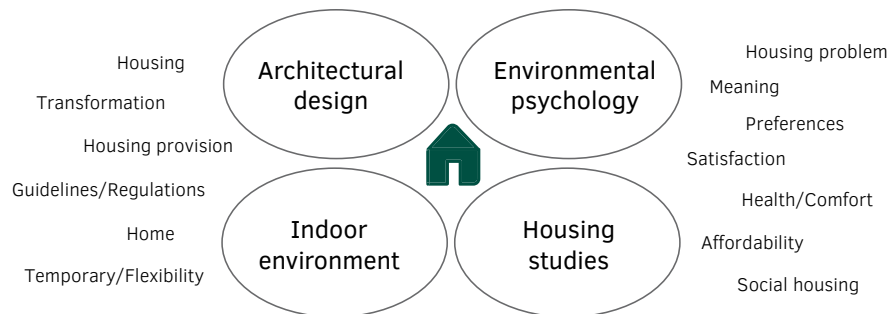 Housing
Transformation
Housing provision
Guidelines/Regulations
Home
Temporary/Flexibility
Architectural
design
Environmental
psychology
Indoor
environment
Housing
studies
Housing problem
Meaning
Preferences
Satisfaction
Health/Comfort
Affordability
Social housing